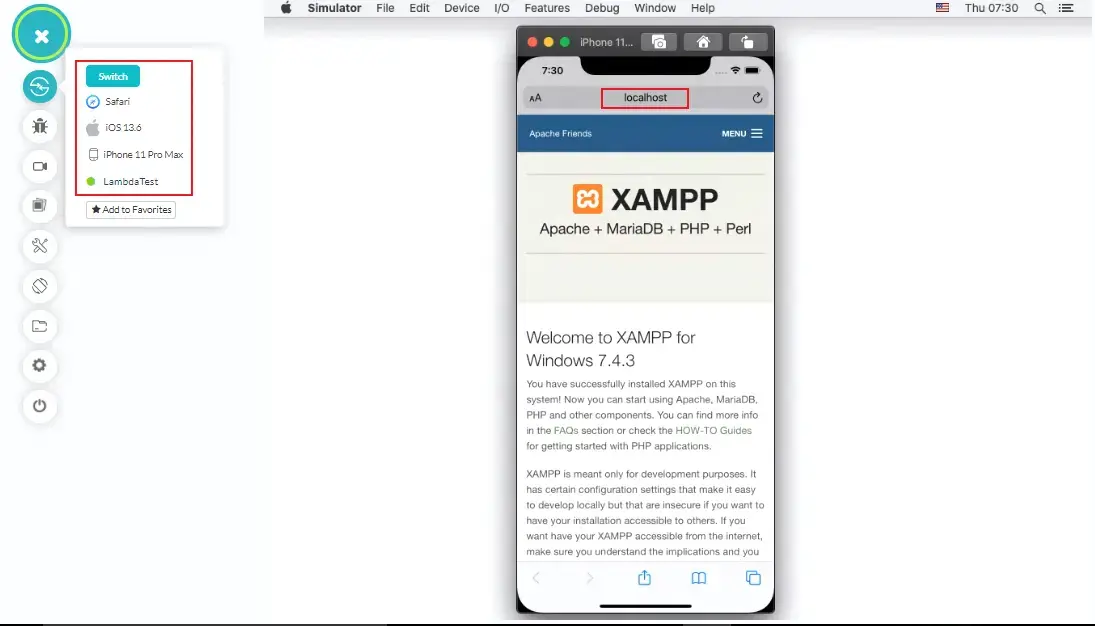 Simulator File Edit Device I/O Features Debug Window Help Thu 07:30
Switch
Safari
iOS 13.6
iPhone 11 Pro Max
LambdaTest
Add to Favorites
iPhone 11...
7:30
AA localhost
Apache Friends MENU
XAMPP
Apache + MariaDB + PHP + Perl
Welcome to XAMPP for
Windows 7.4.3
You have successfully installed XAMPP on this
system! Now you can start using Apache, MariaDB,
PHP and other components. You can find more info
in the FAQs section or check the HOW-TO Guides
for getting started with PHP applications.
XAMPP is meant only for development purposes. It
has certain configuration settings that make it easy
to develop locally but that are insecure if you want to
have your installation accessible to others. If you
want have your XAMPP accessible from the internet,
make sure you understand the implications and you